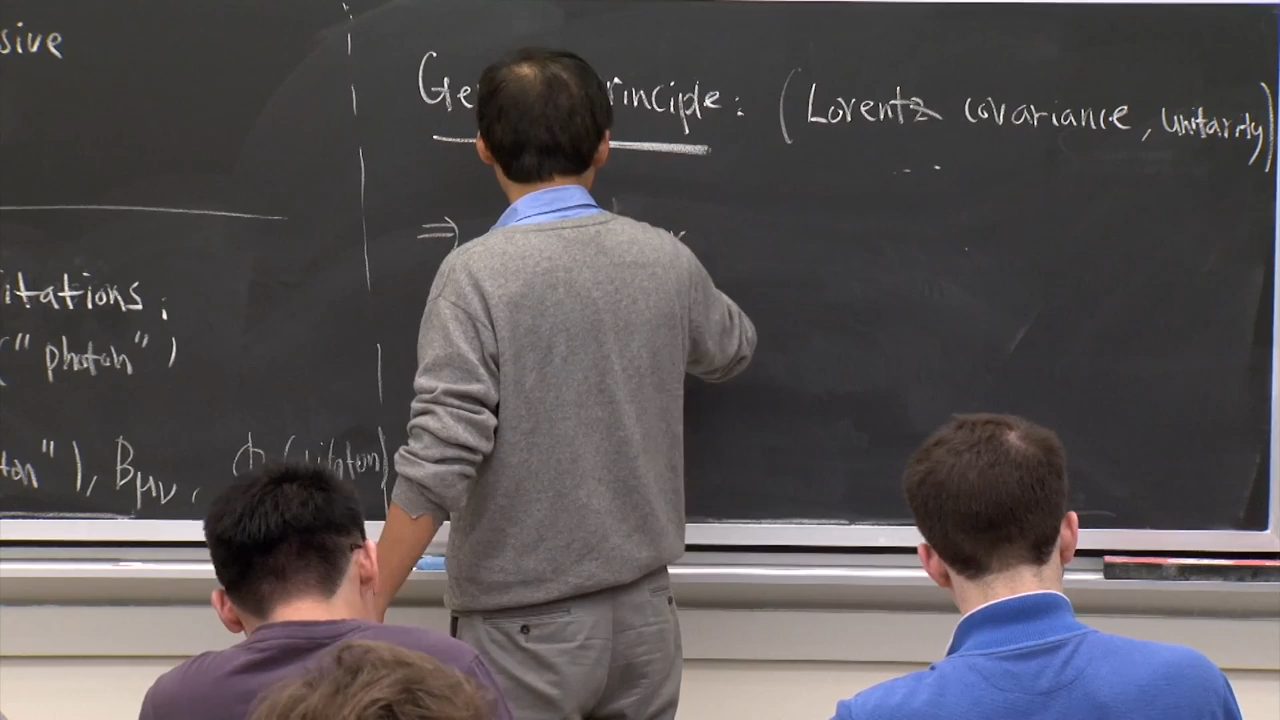 sive
itations:
("photon")
ton"), Bμν, Φ (dilaton)
Ge rinciple: (Lorentz covariance, unitarity)
⇒